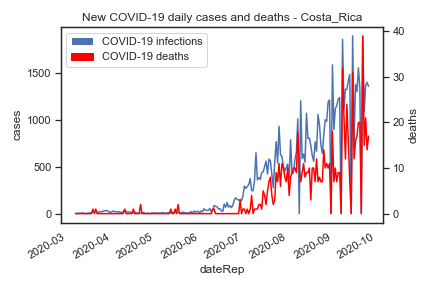 New COVID-19 daily cases and deaths - Costa_Rica
COVID-19 infections
COVID-19 deaths
cases
1500
1000
500
0
deaths
40
30
20
10
0
2020-03
2020-04
2020-05
2020-06
2020-07
2020-08
2020-09
2020-10
dateRep